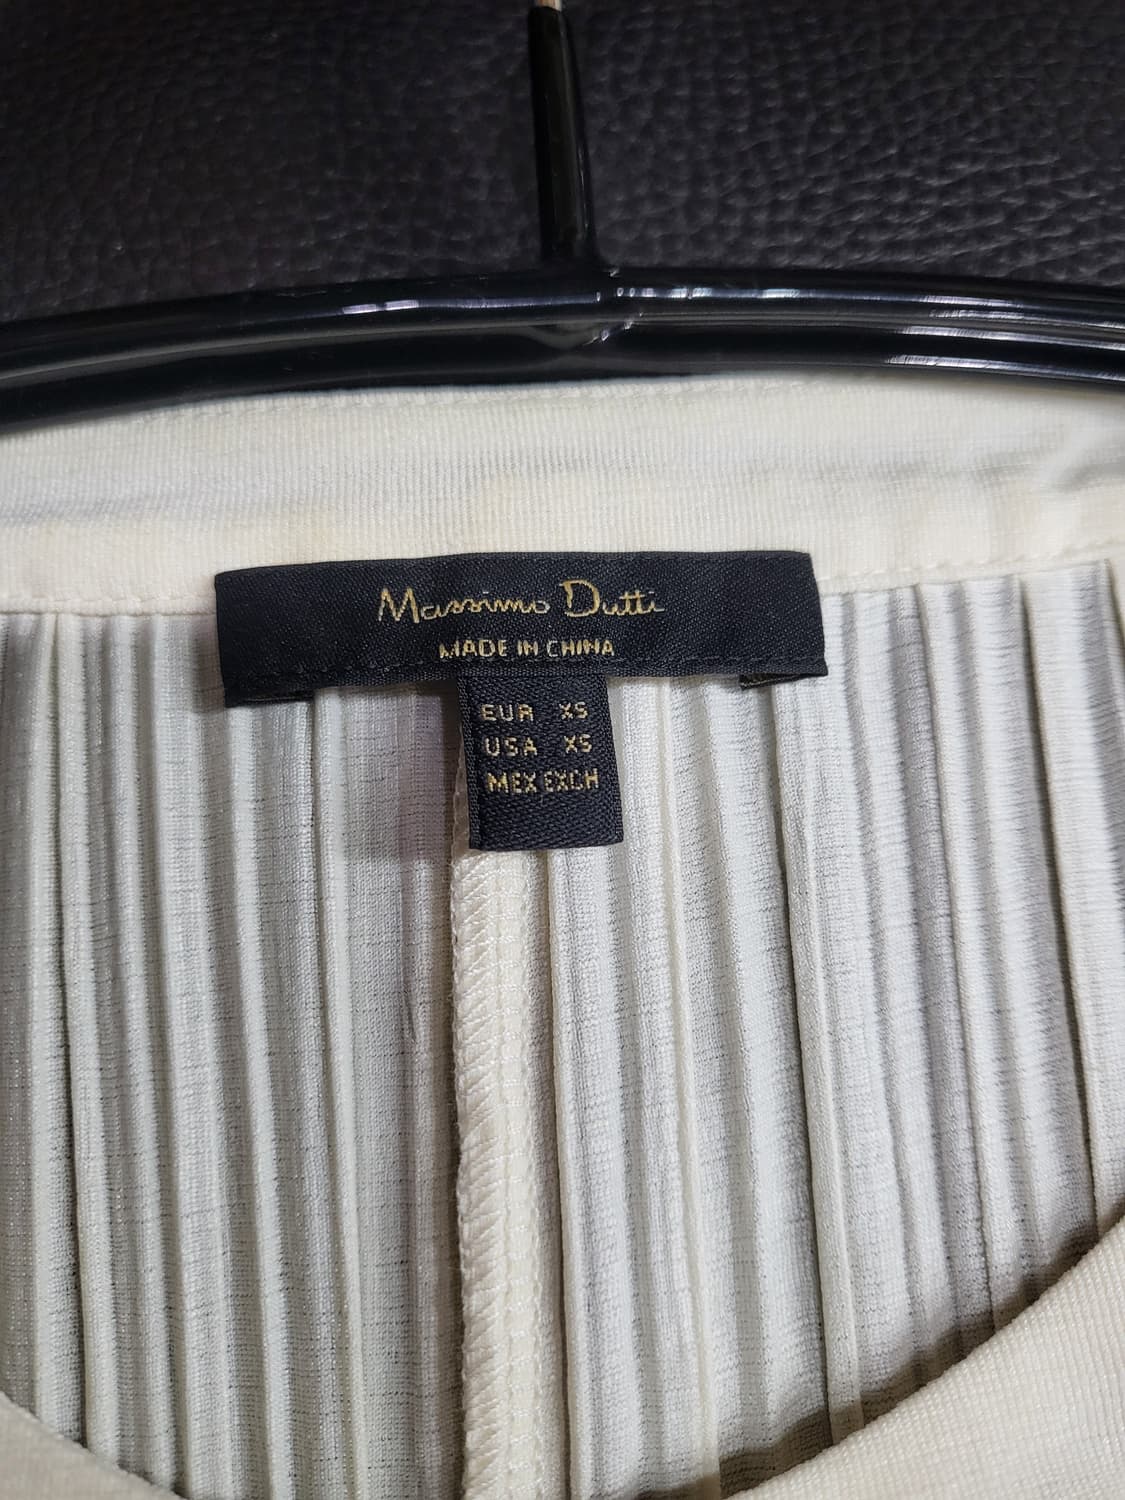 Massimo Dutti
MADE IN CHINA
EUR XS
USA XS
MEX EXCH